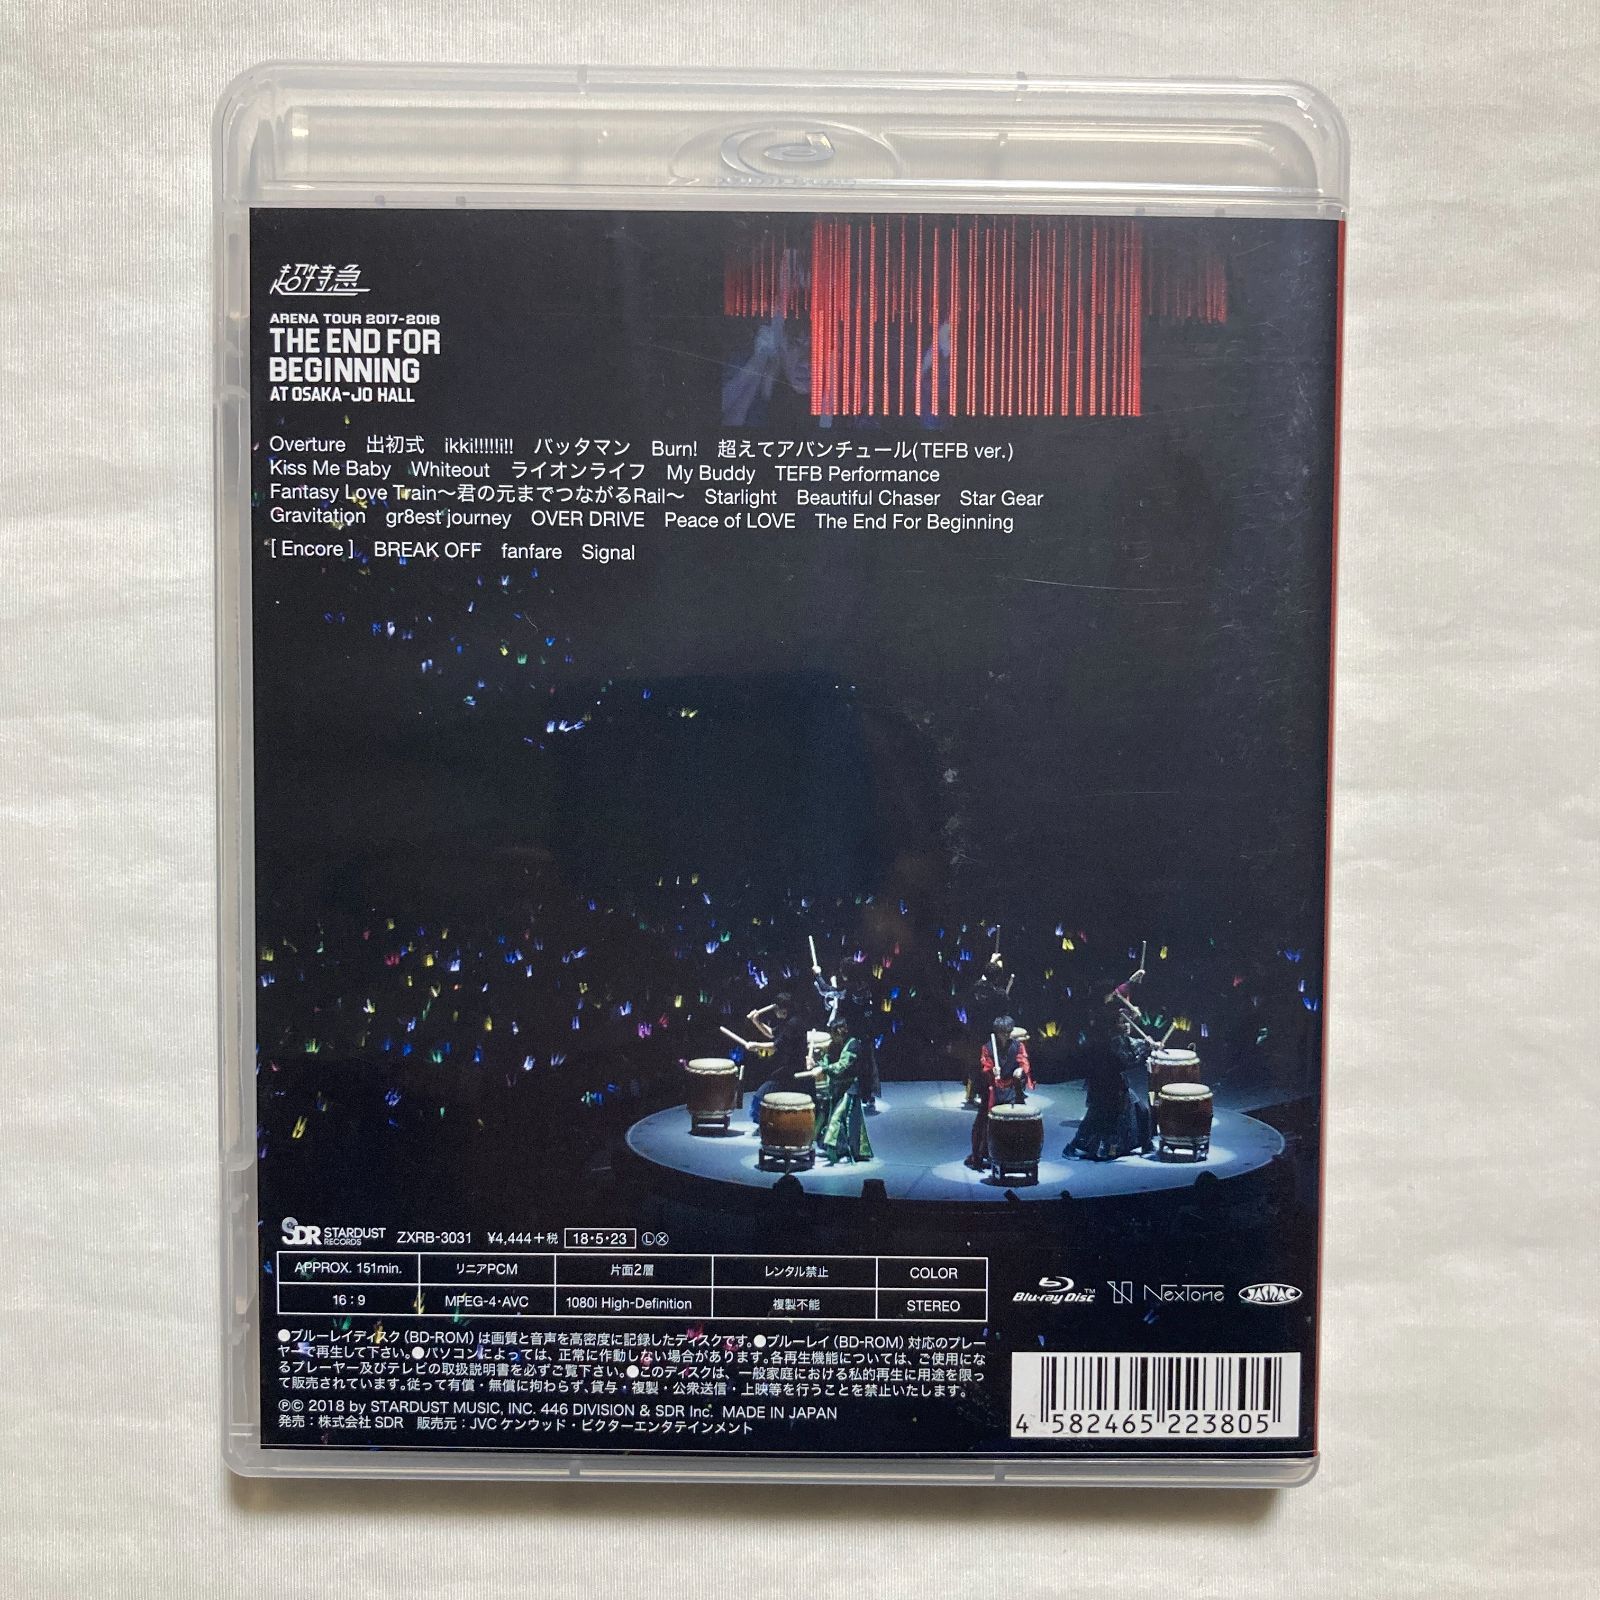 超特急
ARENA TOUR 2017-2018
THE END FOR
BEGINNING
AT OSAKA-JO HALL
Overture 出初式 ikki!!!!!i!! バッタマン Burn! 超えてアバンチュール(TEFB ver.)
Kiss Me Baby Whiteout ライオンライフ My Buddy TEFB Performance
Fantasy Love Train〜君の元までつながるRail〜 Starlight Beautiful Chaser Star Gear
Gravitation gr8est journey OVER DRIVE Peace of LOVE The End For Beginning
[ Encore ] BREAK OFF fanfare Signal
SDR STARDUST RECORDS ZXRB-3031 ¥4,444+税 18・5・23 Ⓛⓧ
APPROX. 151min. リニアPCM 片面2層 レンタル禁止 COLOR
16:9 MPEG-4・AVC 1080i High-Definition 複製不能 STEREO
Blu-ray Disc™ NexTone JASRAC
●ブルーレイディスク(BD-ROM)は画質と音声を高密度に記録したディスクです。●ブルーレイ(BD-ROM)対応のプレー
ヤーで再生して下さい。●パソコンによっては、正常に作動しない場合があります。各再生機能については、ご使用にな
るプレーヤー及びテレビの取扱説明書を必ずご覧下さい。●このディスクは、一般家庭における私的再生に用途を限っ
て販売されています。従って有償・無償に拘わらず、貸与・複製・公衆送信・上映等を行うことを禁止いたします。
℗© 2018 by STARDUST MUSIC, INC. 446 DIVISION & SDR Inc. MADE IN JAPAN
発売:株式会社 SDR 販売元:JVCケンウッド・ビクターエンタテインメント
4 582465 223805